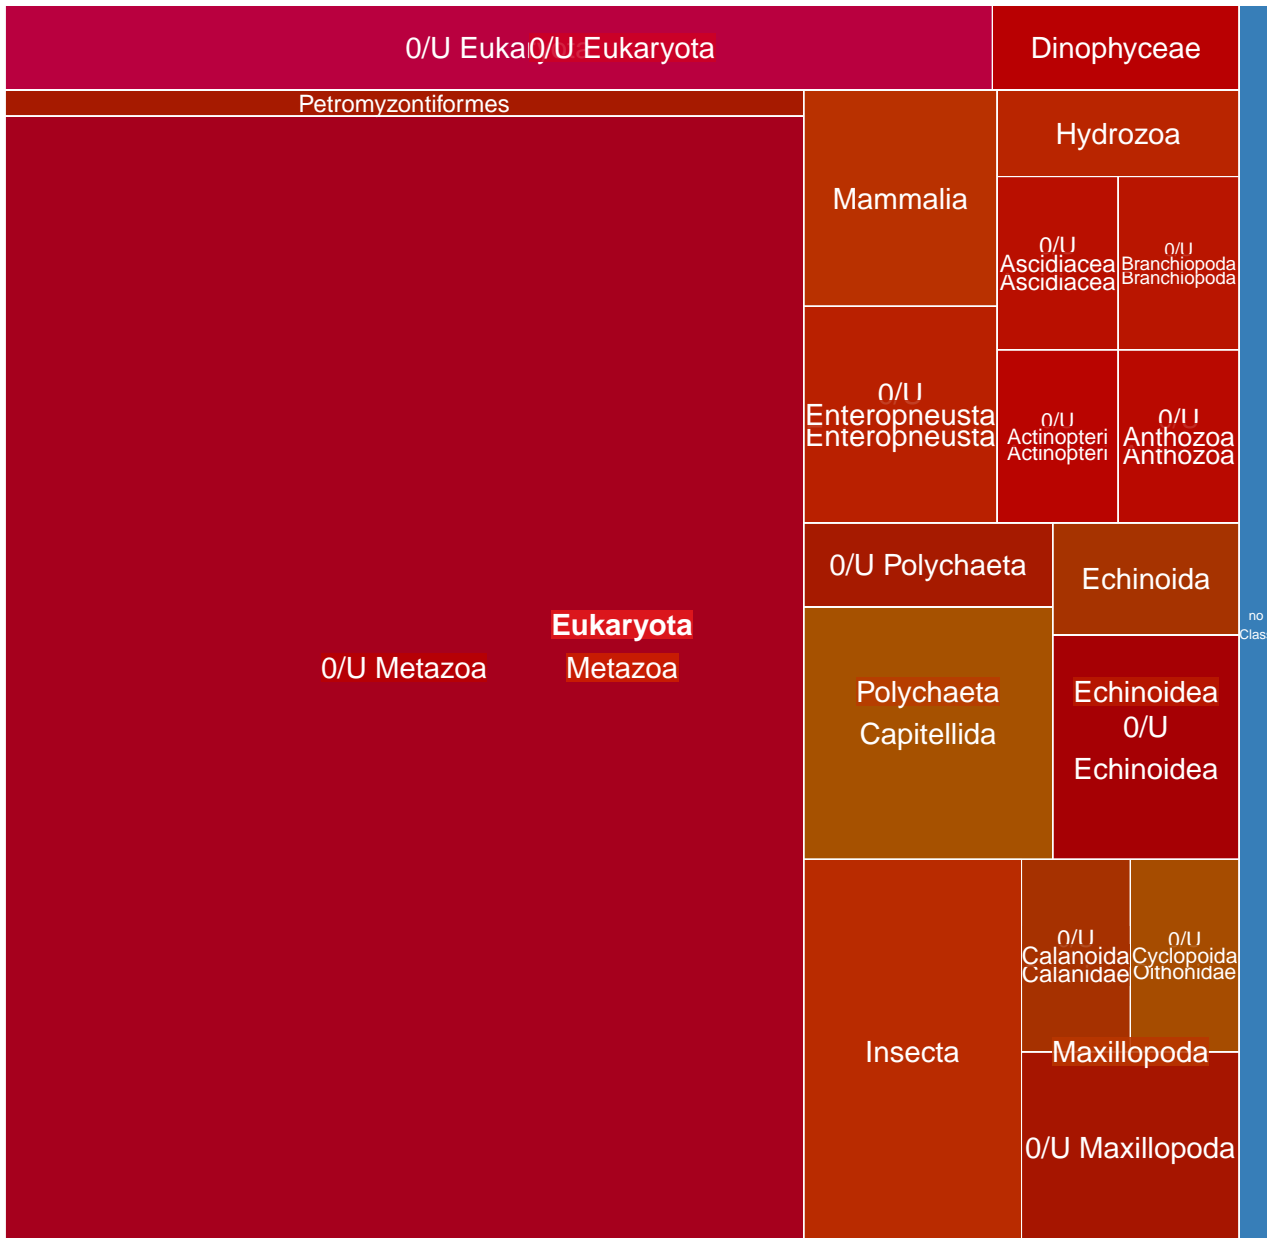 0/U Eukaryota
0/U Eukaryota
Dinophyceae
Petromyzontiformes
Hydrozoa
Mammalia
0/U
Ascidiacea
Ascidiacea
0/U
Branchiopoda
Branchiopoda
0/U
Enteropneusta
Enteropneusta
0/U
Actinopteri
Actinopteri
0/U
Anthozoa
Anthozoa
0/U Polychaeta
Echinoida
no
Clas
Eukaryota
0/U Metazoa
Metazoa
Polychaeta
Capitellida
Echinoidea
0/U
Echinoidea
0/U
Calanoida
Calanidae
0/U
Cyclopoida
Oithonidae
Insecta
Maxillopoda
0/U Maxillopoda